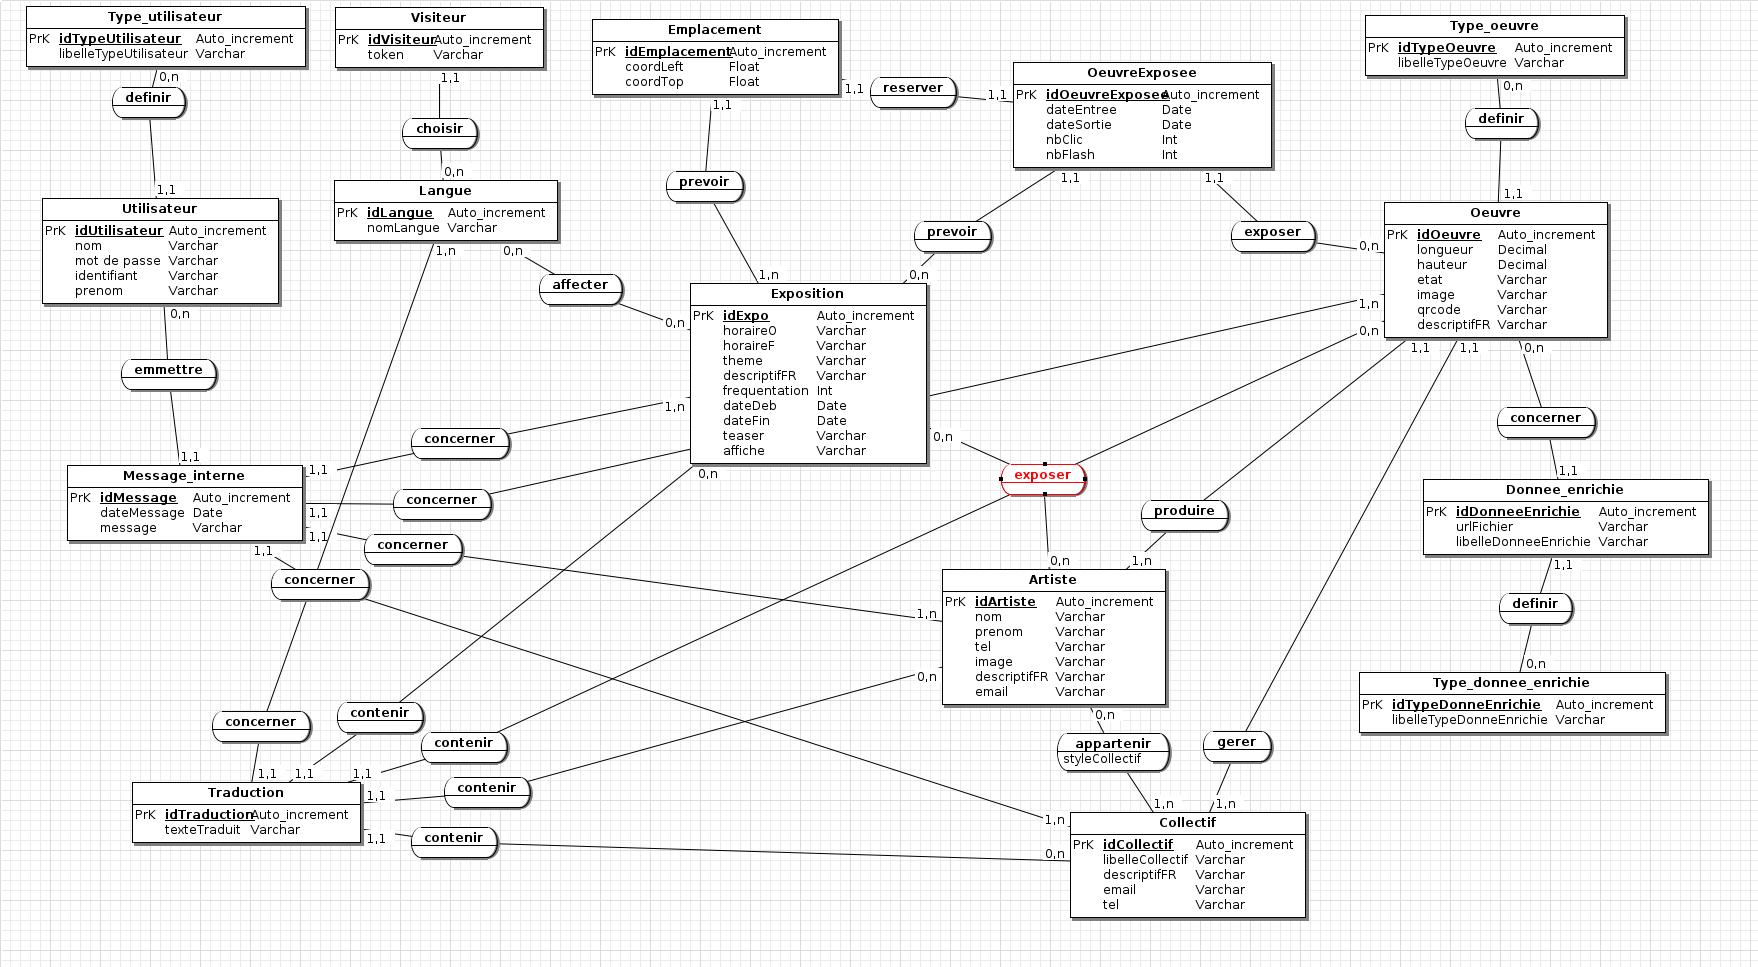 Type_utilisateur
PrK idTypeUtilisateur Auto_increment
libelleTypeUtilisateur Varchar
0,n
definir
1,1
Utilisateur
PrK idUtilisateur Auto_increment
nom Varchar
mot de passe Varchar
identifiant Varchar
prenom Varchar
0,n
emmettre
1,1
Message_interne
PrK idMessage Auto_increment
dateMessage Date
message Varchar
Visiteur
PrK idVisiteur Auto_increment
token Varchar
1,1
choisir
0,n
Langue
PrK idLangue Auto_increment
nomLangue Varchar
1,n
0,n
affecter
0,n
Emplacement
PrK idEmplacement Auto_increment
coordLeft Float
coordTop Float
1,1
reserver
1,1
1,1
prevoir
1,n
OeuvreExposee
PrK idOeuvreExposee Auto_increment
dateEntree Date
dateSortie Date
nbClic Int
nbFlash Int
1,1
prevoir
0,n
1,1
exposer
0,n
Type_oeuvre
PrK idTypeOeuvre Auto_increment
libelleTypeOeuvre Varchar
0,n
definir
1,1
Oeuvre
PrK idOeuvre Auto_increment
longueur Decimal
hauteur Decimal
etat Varchar
image Varchar
qrcode Varchar
descriptifFR Varchar
1,n
0,n
1,1
1,1
0,n
Exposition
PrK idExpo Auto_increment
horaireO Varchar
horaireF Varchar
theme Varchar
descriptifFR Varchar
frequentation Int
dateDeb Date
dateFin Date
teaser Varchar
affiche Varchar
1,n
0,n
0,n
1,1
concerner
1,1
concerner
1,1
concerner
1,1
concerner
exposer
0,n
produire
1,n
concerner
1,1
Donnee_enrichie
PrK idDonneeEnrichie Auto_increment
urlFichier Varchar
libelleDonneeEnrichie Varchar
1,1
definir
0,n
Type_donnee_enrichie
PrK idTypeDonneEnrichie Auto_increment
libelleTypeDonneEnrichie Varchar
Artiste
PrK idArtiste Auto_increment
nom Varchar
prenom Varchar
tel Varchar
image Varchar
descriptifFR Varchar
email Varchar
1,n
0,n
0,n
appartenir
styleCollectif
1,n
gerer
1,n
concerner
contenir
contenir
contenir
contenir
1,1
1,1
1,1
1,1
1,1
Traduction
PrK idTraduction Auto_increment
texteTraduit Varchar
1,n
0,n
Collectif
PrK idCollectif Auto_increment
libelleCollectif Varchar
descriptifFR Varchar
email Varchar
tel Varchar